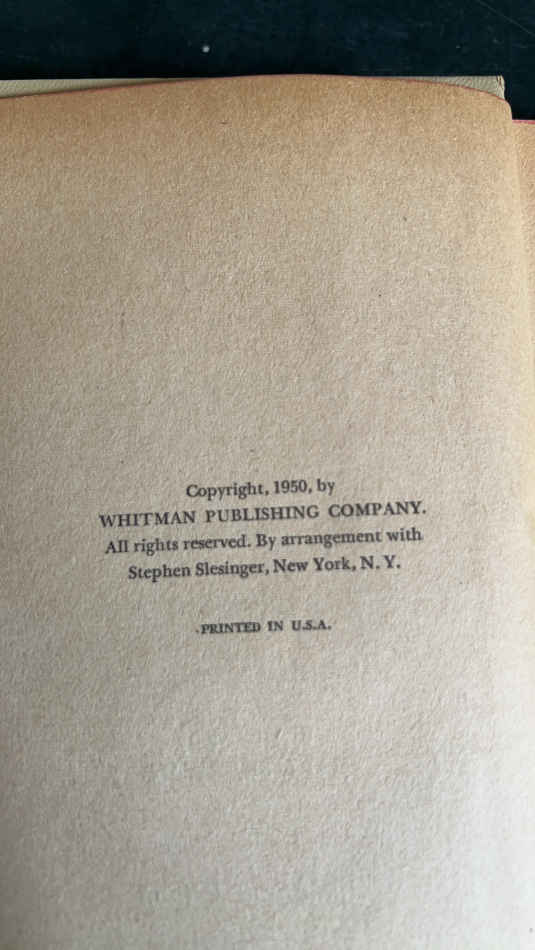 Copyright, 1950, by
WHITMAN PUBLISHING COMPANY.
All rights reserved. By arrangement with
Stephen Slesinger, New York, N. Y.
PRINTED IN U.S.A.